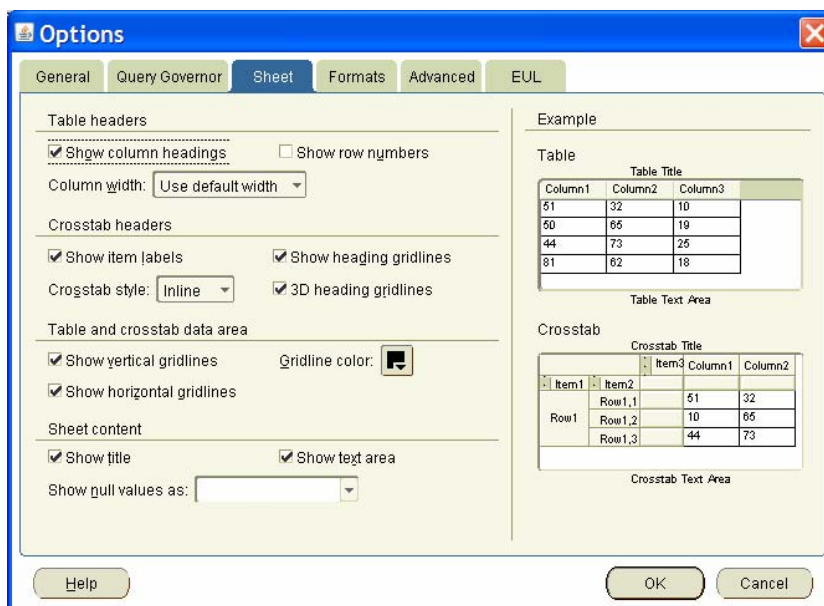 Options
General Query Governor Sheet Formats Advanced EUL
Table headers
Show column headings Show row numbers
Column width: Use default width
Crosstab headers
Show item labels Show heading gridlines
Crosstab style: Inline 3D heading gridlines
Table and crosstab data area
Show vertical gridlines Gridline color:
Show horizontal gridlines
Sheet content
Show title Show text area
Show null values as:
Example
Table
Table Title
Column1 Column2 Column3
51 32 10
50 65 19
44 73 25
81 62 18
Table Text Area
Crosstab
Crosstab Title
Item3 Column1 Column2
Item1 Item2
Row1,1 51 32
Row1 Row1,2 10 65
Row1,3 44 73
Crosstab Text Area
Help OK Cancel